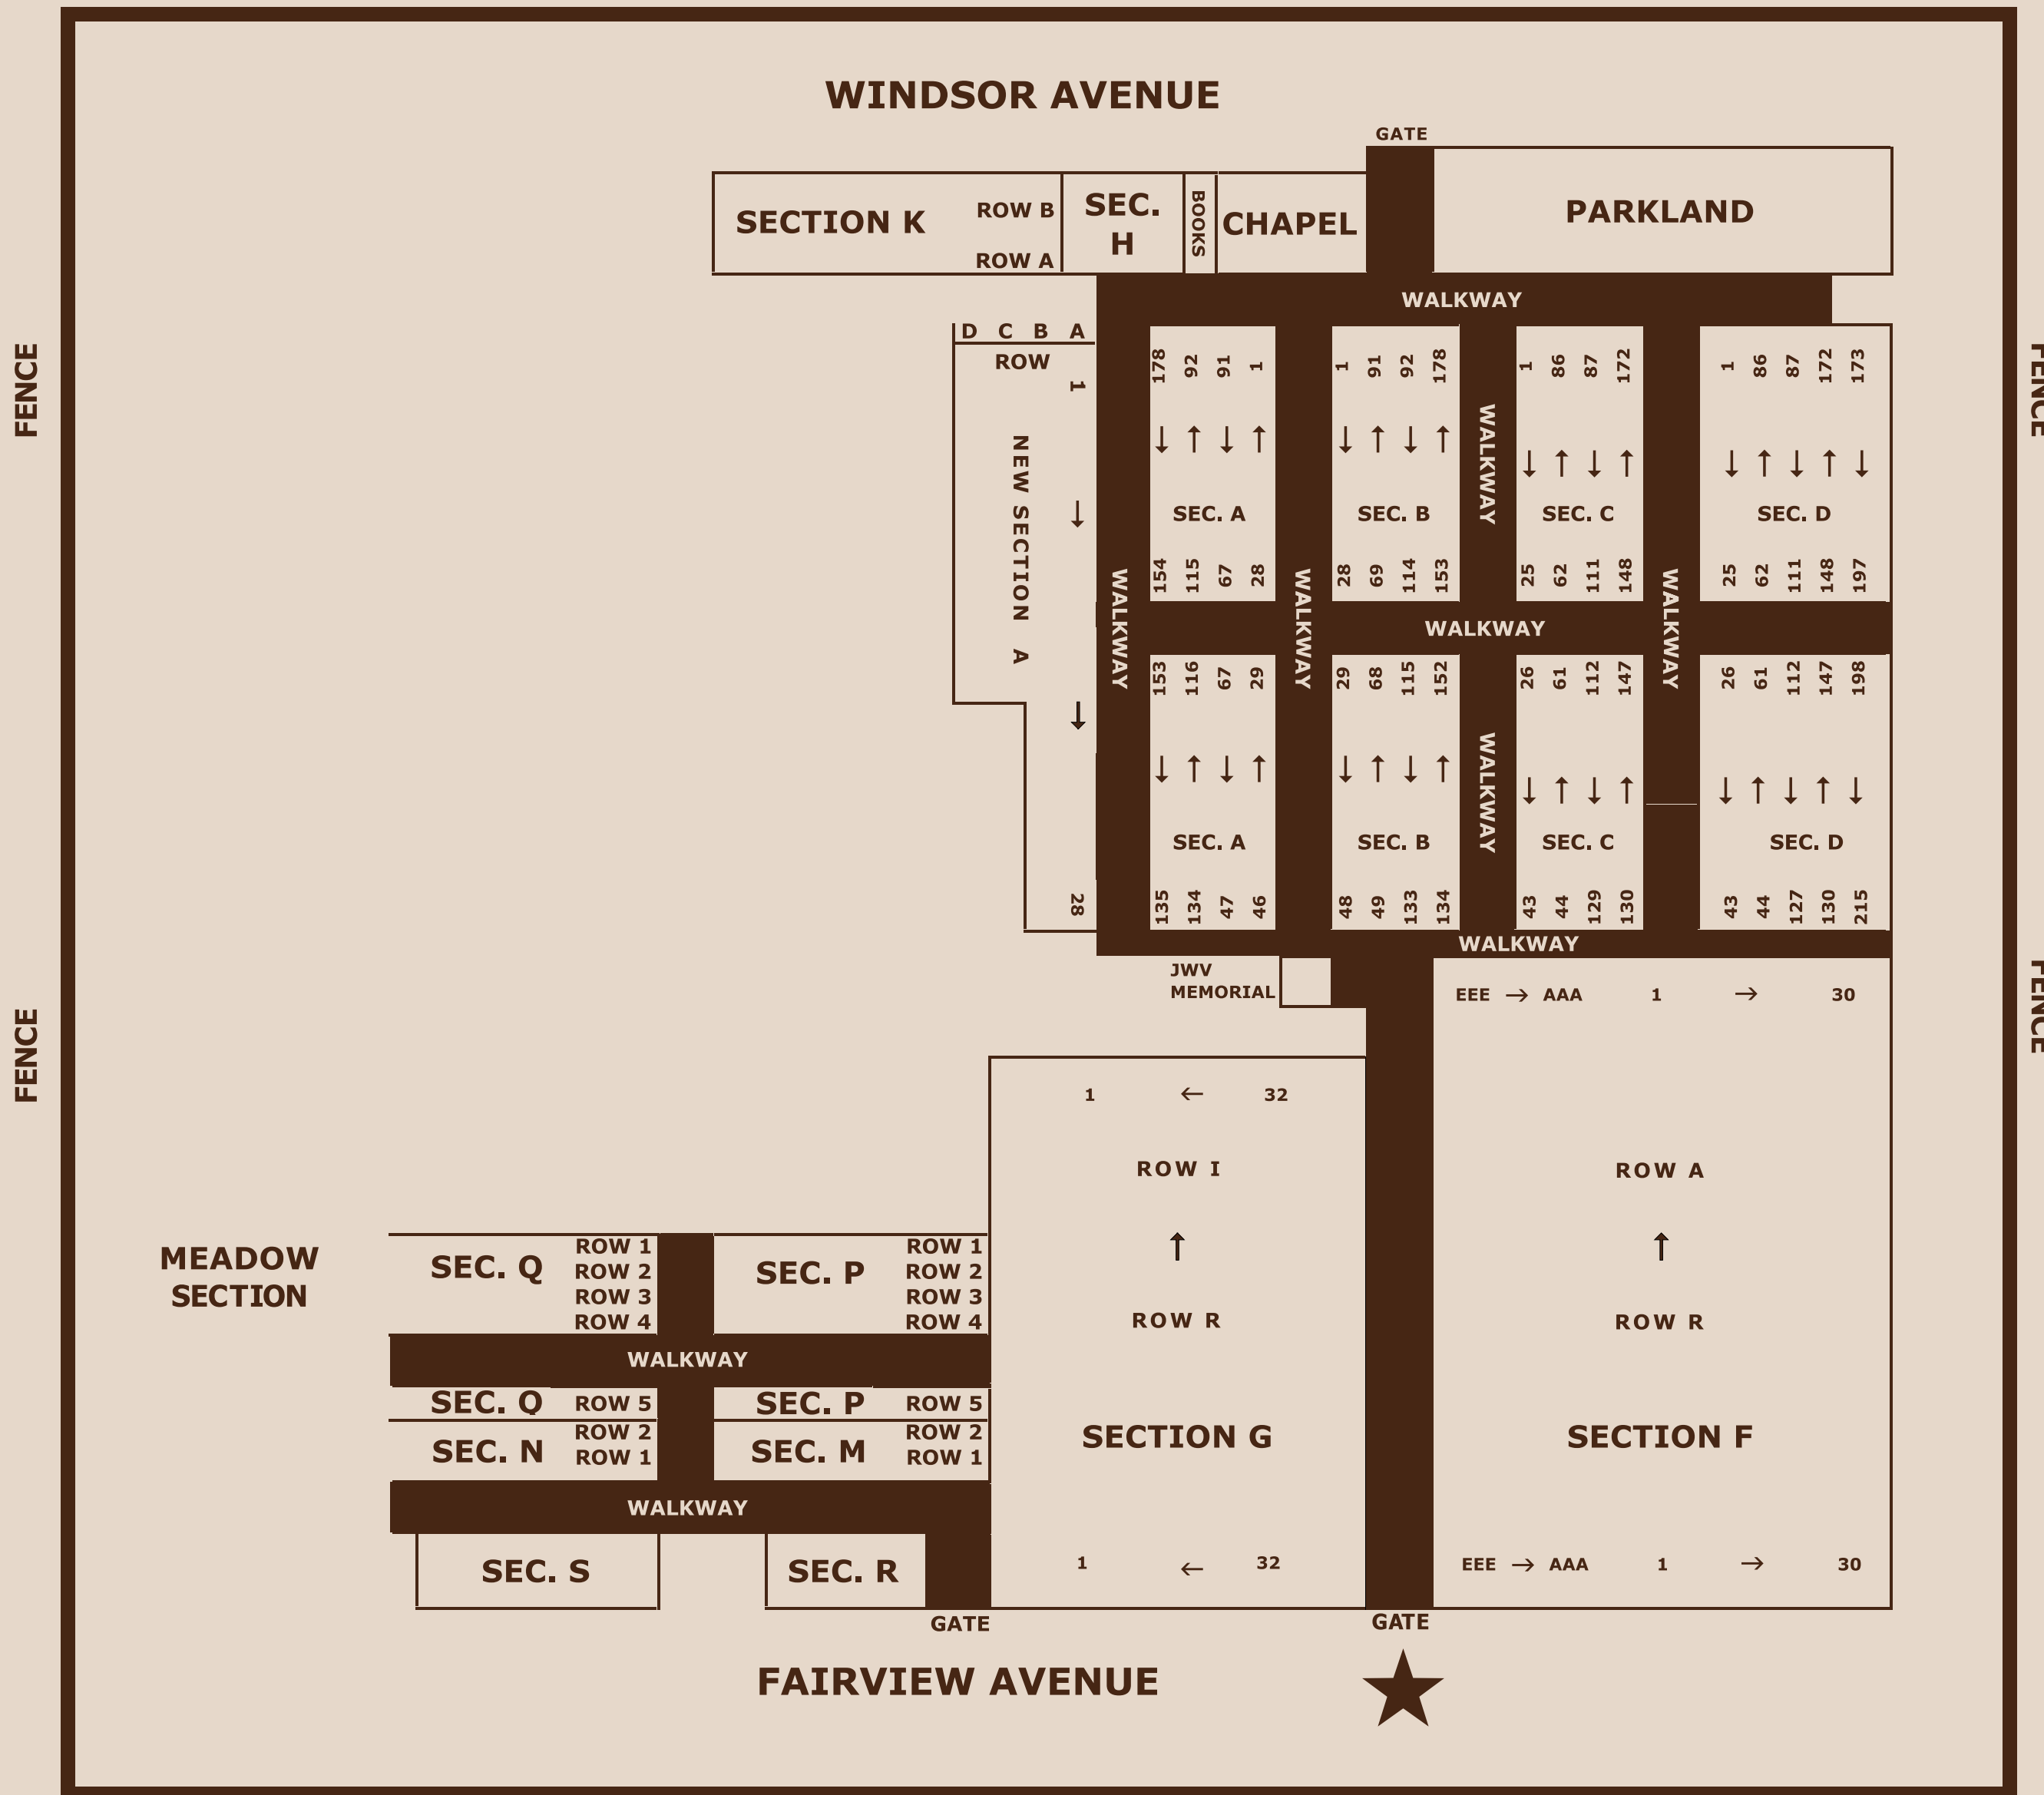 WINDSOR AVENUE
GATE
SECTION K
ROW B
ROW A
SEC.
H
BOOKS
CHAPEL
PARKLAND
WALKWAY
FENCE
FENCE
D C B A
ROW
1
NEW SECTION A
28
178 92 91 1
SEC. A
154 115 67 28
1 91 92 178
SEC. B
28 69 114 153
WALKWAY
1 86 87 172
SEC. C
25 62 111 148
1 86 87 172 173
SEC. D
25 62 111 148 197
WALKWAY
WALKWAY
WALKWAY
WALKWAY
153 116 67 29
SEC. A
135 134 47 46
29 68 115 152
SEC. B
48 49 133 134
WALKWAY
26 61 112 147
SEC. C
43 44 129 130
26 61 112 147 198
SEC. D
43 44 127 130 215
WALKWAY
JWV
MEMORIAL
FENCE
FENCE
EEE → AAA 1 → 30
1 ← 32
ROW I
ROW R
SECTION G
1 ← 32
ROW A
ROW R
SECTION F
EEE → AAA 1 → 30
MEADOW
SECTION
SEC. Q
ROW 1
ROW 2
ROW 3
ROW 4
SEC. P
ROW 1
ROW 2
ROW 3
ROW 4
WALKWAY
SEC. Q ROW 5
SEC. P ROW 5
SEC. N
ROW 2
ROW 1
SEC. M
ROW 2
ROW 1
WALKWAY
SEC. S
SEC. R
GATE
GATE
FAIRVIEW AVENUE